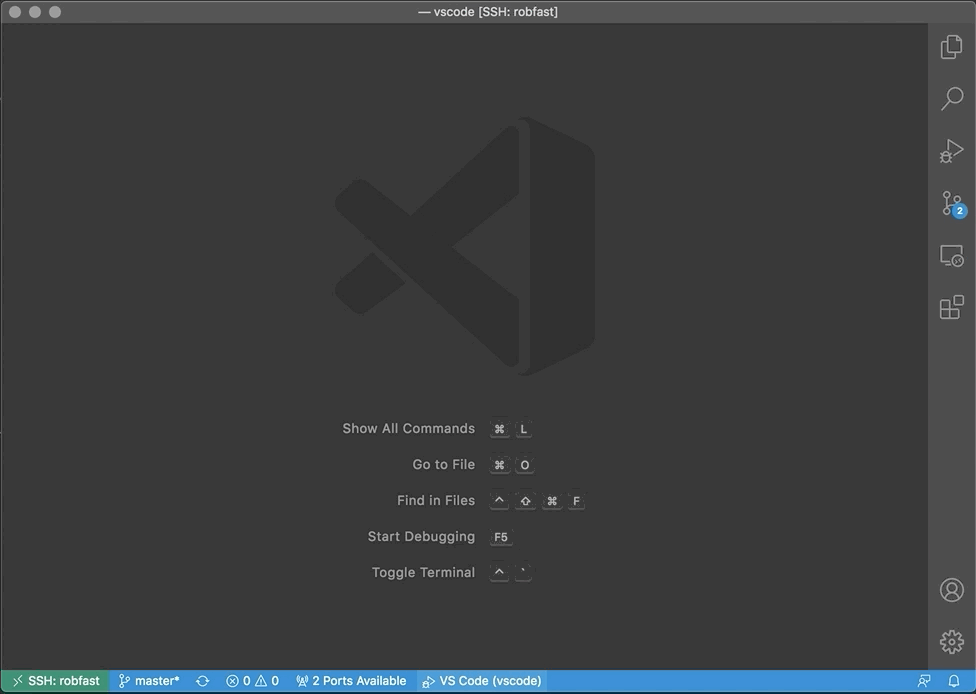 — vscode [SSH: robfast]
2
Show All Commands ⌘ L
Go to File ⌘ O
Find in Files ^ ⇧ ⌘ F
Start Debugging F5
Toggle Terminal ^ `
SSH: robfast master* 0 0 2 Ports Available VS Code (vscode)